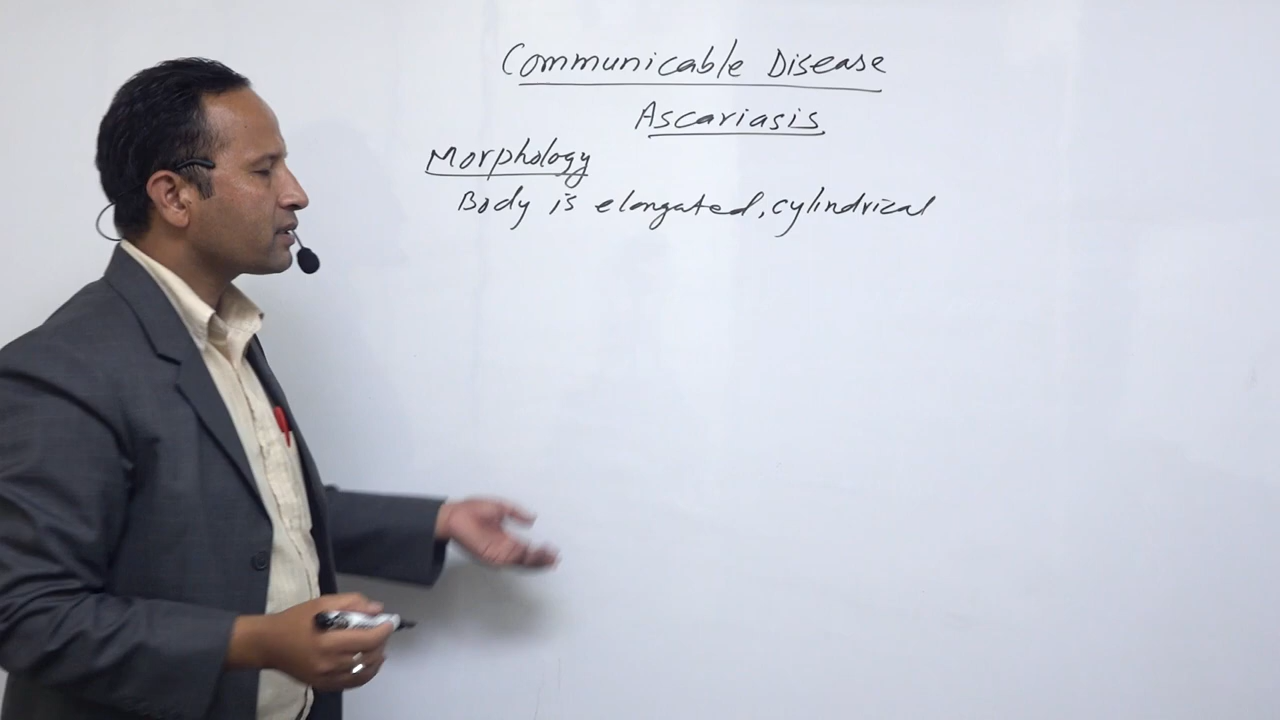 Communicable Disease
Ascariasis
Morphology
Body is elongated, cylindrical